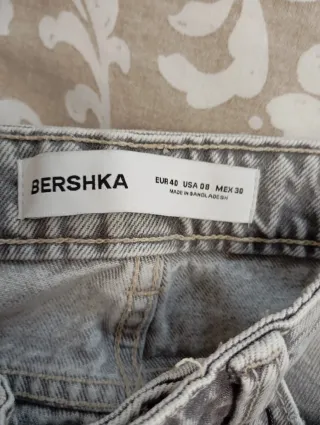 BERSHKA
EUR 40 USA 08 MEX 30
MADE IN BANGLADESH